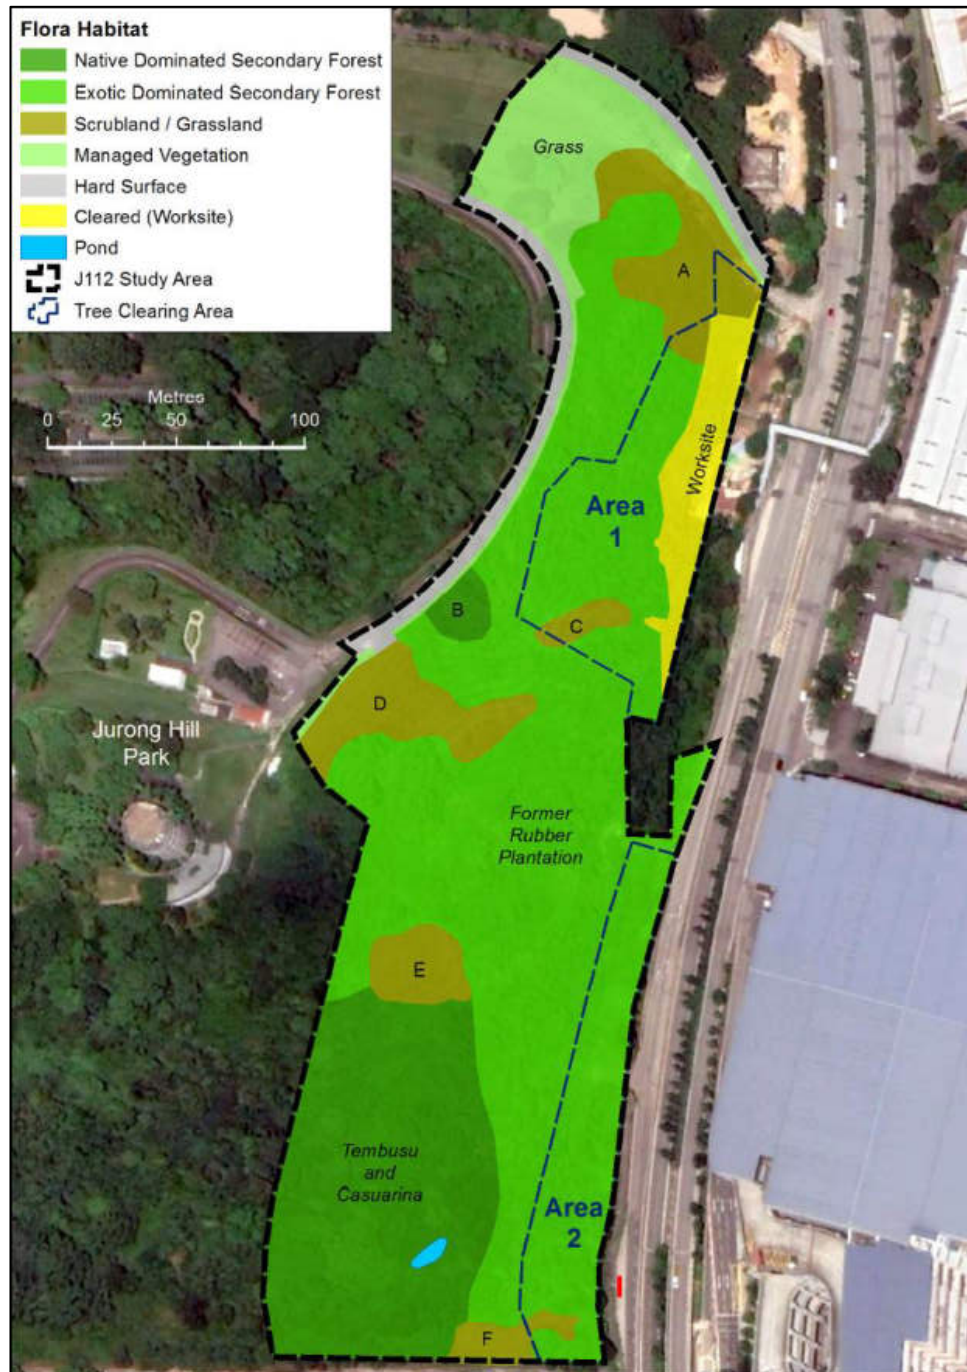 Flora Habitat
Native Dominated Secondary Forest
Exotic Dominated Secondary Forest
Scrubland / Grassland
Managed Vegetation
Hard Surface
Cleared (Worksite)
Pond
J112 Study Area
Tree Clearing Area
Metres
0 50 100
Grass
A
Worksite
Area
1
B
C
D
Jurong Hill
Park
Former
Rubber
Plantation
E
Tembusu
and
Casuarina
Area
2
F